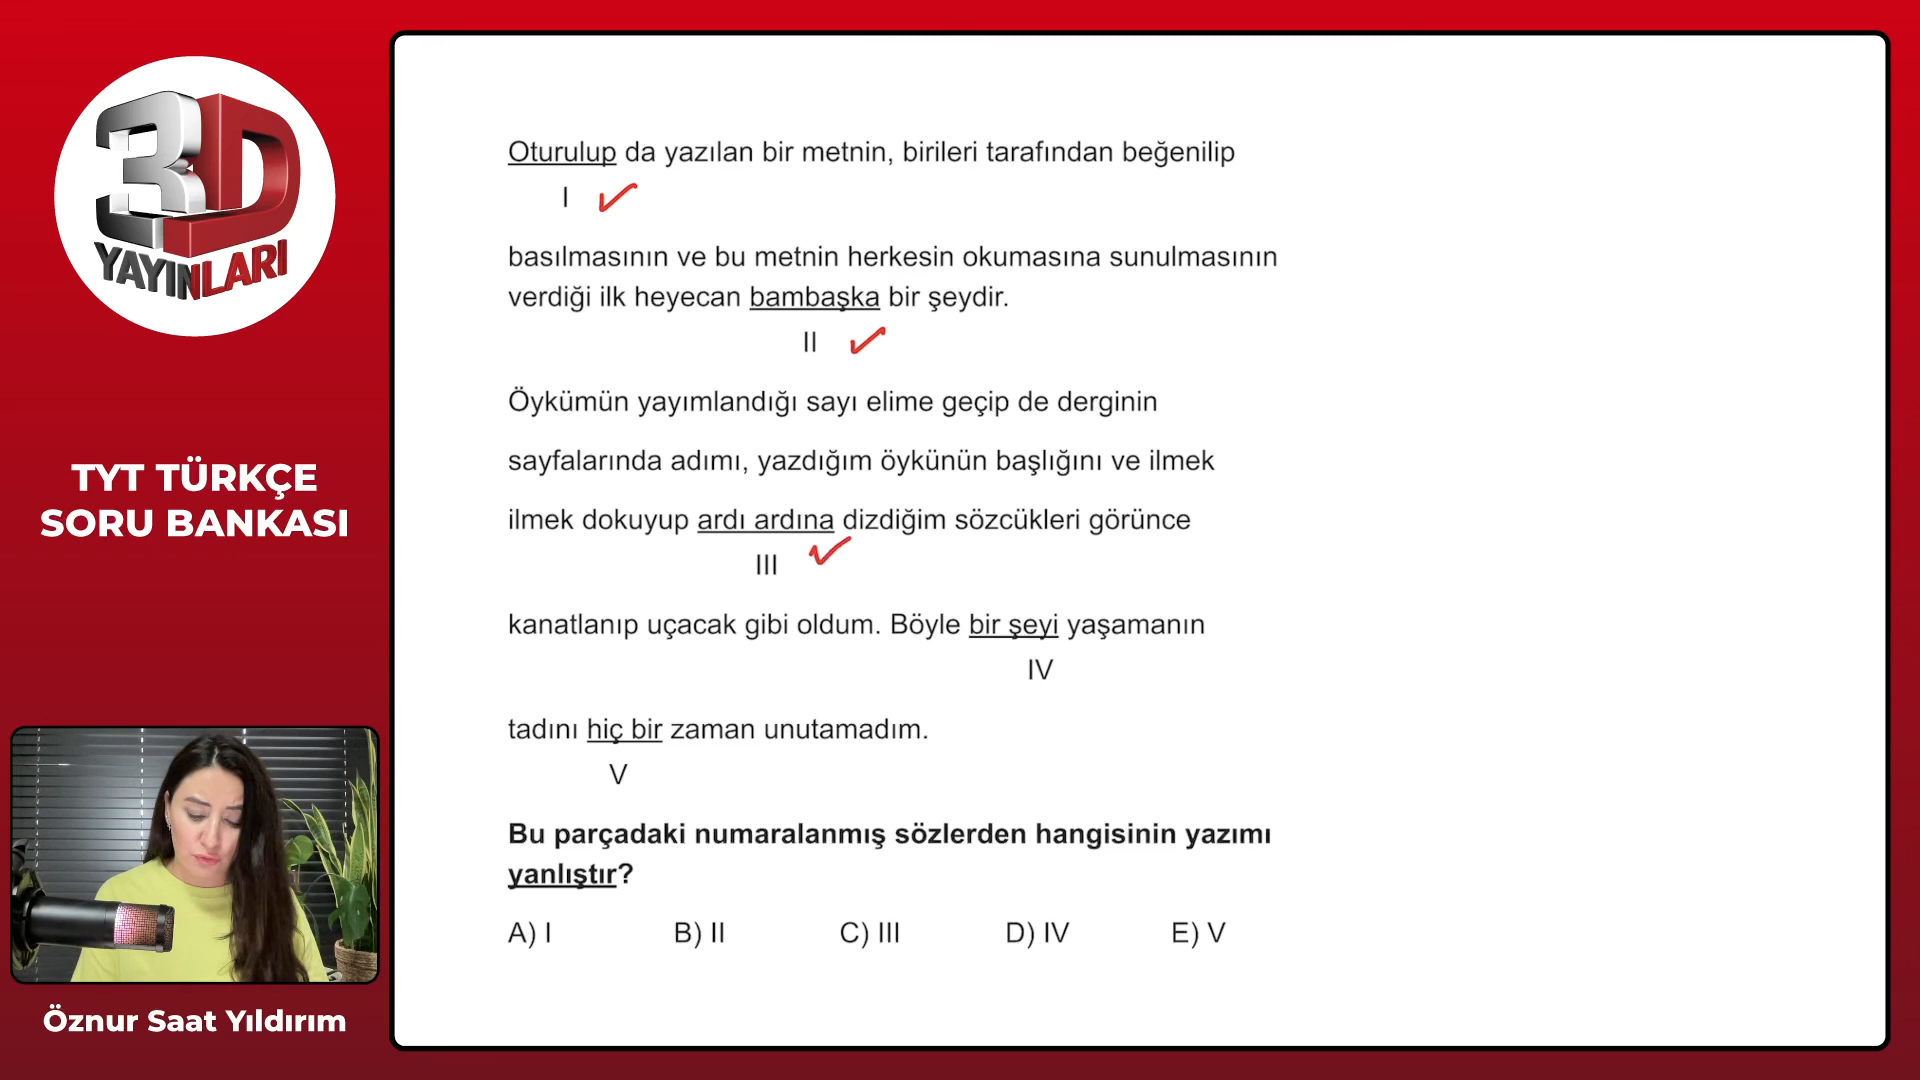 3D
YAYINLARI
TYT TÜRKÇE
SORU BANKASI
Öznur Saat Yıldırım
Oturulup da yazılan bir metnin, birileri tarafından beğenilip
I
basılmasının ve bu metnin herkesin okumasına sunulmasının
verdiği ilk heyecan bambaşka bir şeydir.
II
Öykümün yayımlandığı sayı elime geçip de derginin
sayfalarında adımı, yazdığım öykünün başlığını ve ilmek
ilmek dokuyup ardı ardına dizdiğim sözcükleri görünce
III
kanatlanıp uçacak gibi oldum. Böyle bir şeyi yaşamanın
IV
tadını hiç bir zaman unutamadım.
V
Bu parçadaki numaralanmış sözlerden hangisinin yazımı
yanlıştır?
A) I B) II C) III D) IV E) V